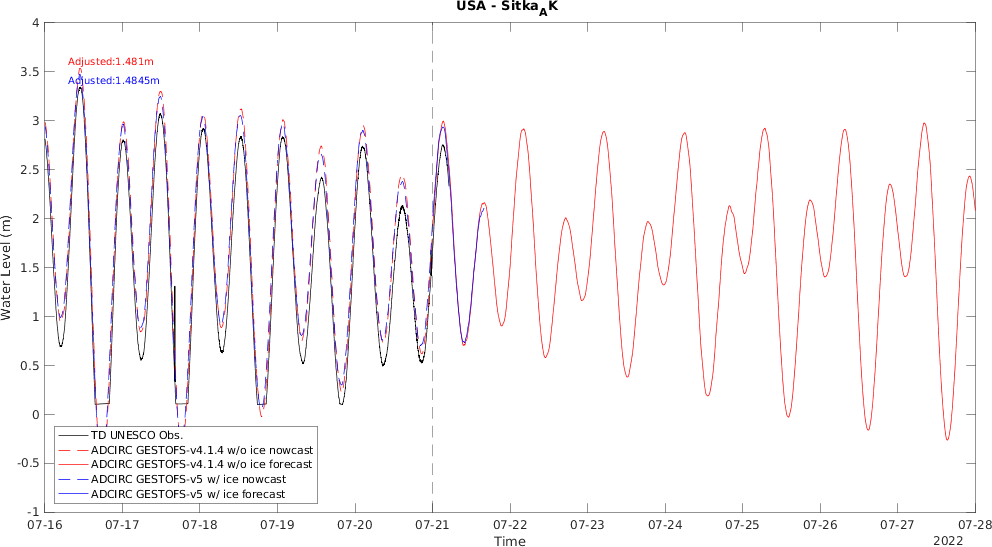 USA - Sitka_AK
Adjusted:1.481m
Adjusted:1.4845m
Water Level (m)
4
3.5
3
2.5
2
1.5
1
0.5
0
-0.5
-1
TD UNESCO Obs.
ADCIRC GESTOFS-v4.1.4 w/o ice nowcast
ADCIRC GESTOFS-v4.1.4 w/o ice forecast
ADCIRC GESTOFS-v5 w/ ice nowcast
ADCIRC GESTOFS-v5 w/ ice forecast
07-16 07-17 07-18 07-19 07-20 07-21 07-22 07-23 07-24 07-25 07-26 07-27 07-28
Time
2022